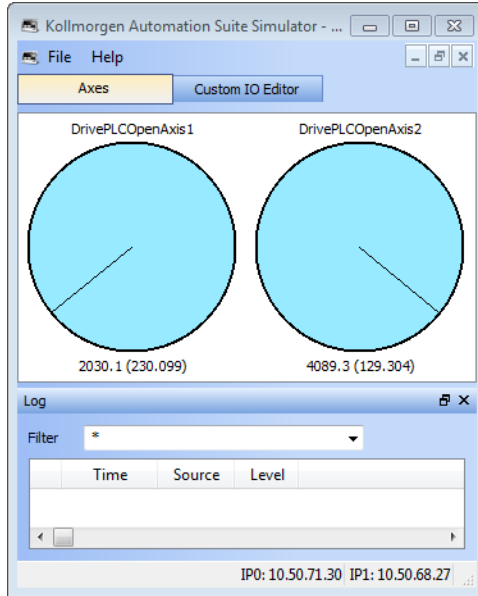 Kollmorgen Automation Suite Simulator - ...
File Help
Axes Custom IO Editor
DrivePLCOpenAxis1 DrivePLCOpenAxis2
2030.1 (230.099) 4089.3 (129.304)
Log
Filter *
Time Source Level
IP0: 10.50.71.30 IP1: 10.50.68.27